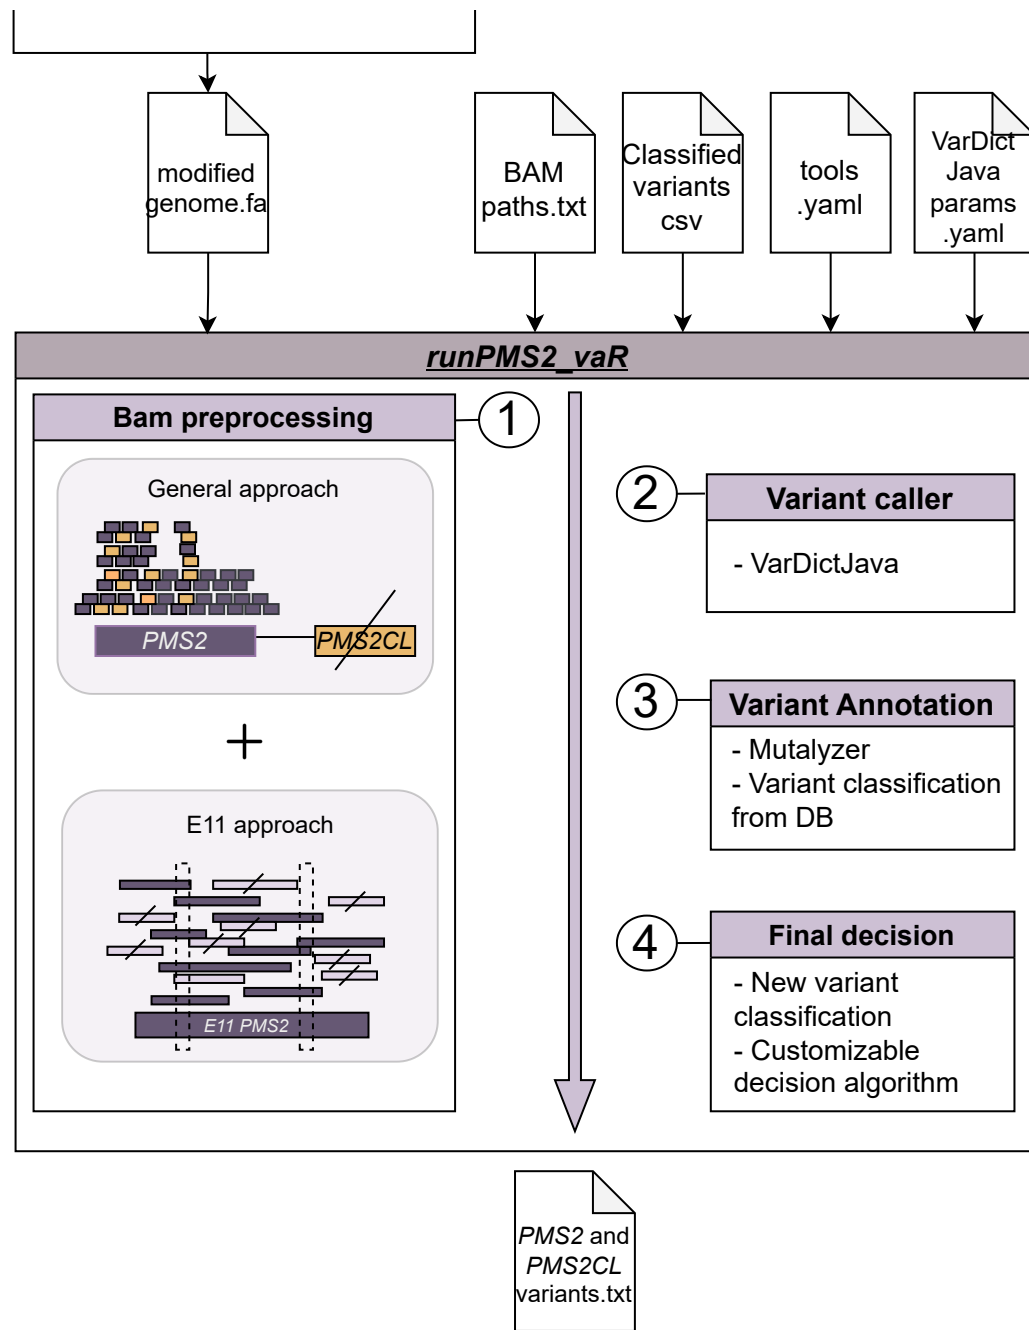 modified
genome.fa
BAM
paths.txt
Classified
variants
csv
tools
.yaml
VarDict
Java
params
.yaml
runPMS2_vaR
Bam preprocessing
1
General approach
PMS2
PMS2CL
+
E11 approach
E11 PMS2
2
Variant caller
- VarDictJava
3
Variant Annotation
- Mutalyzer
- Variant classification
from DB
4
Final decision
- New variant
classification
- Customizable
decision algorithm
PMS2 and
PMS2CL
variants.txt